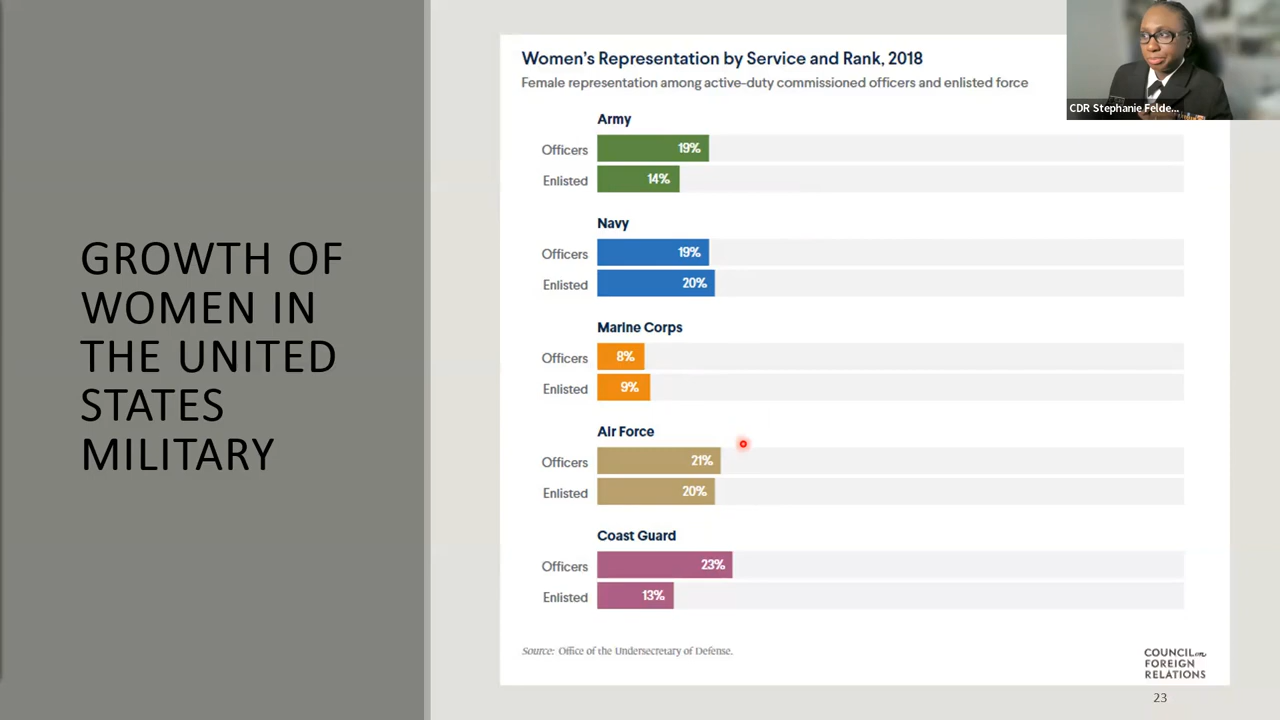 GROWTH OF
WOMEN IN
THE UNITED
STATES
MILITARY
Women's Representation by Service and Rank, 2018
Female representation among active-duty commissioned officers and enlisted force
Army
Officers 19%
Enlisted 14%
Navy
Officers 19%
Enlisted 20%
Marine Corps
Officers 8%
Enlisted 9%
Air Force
Officers 21%
Enlisted 20%
Coast Guard
Officers 23%
Enlisted 13%
Source: Office of the Undersecretary of Defense.
COUNCIL on
FOREIGN
RELATIONS
23
CDR Stephanie Felde...